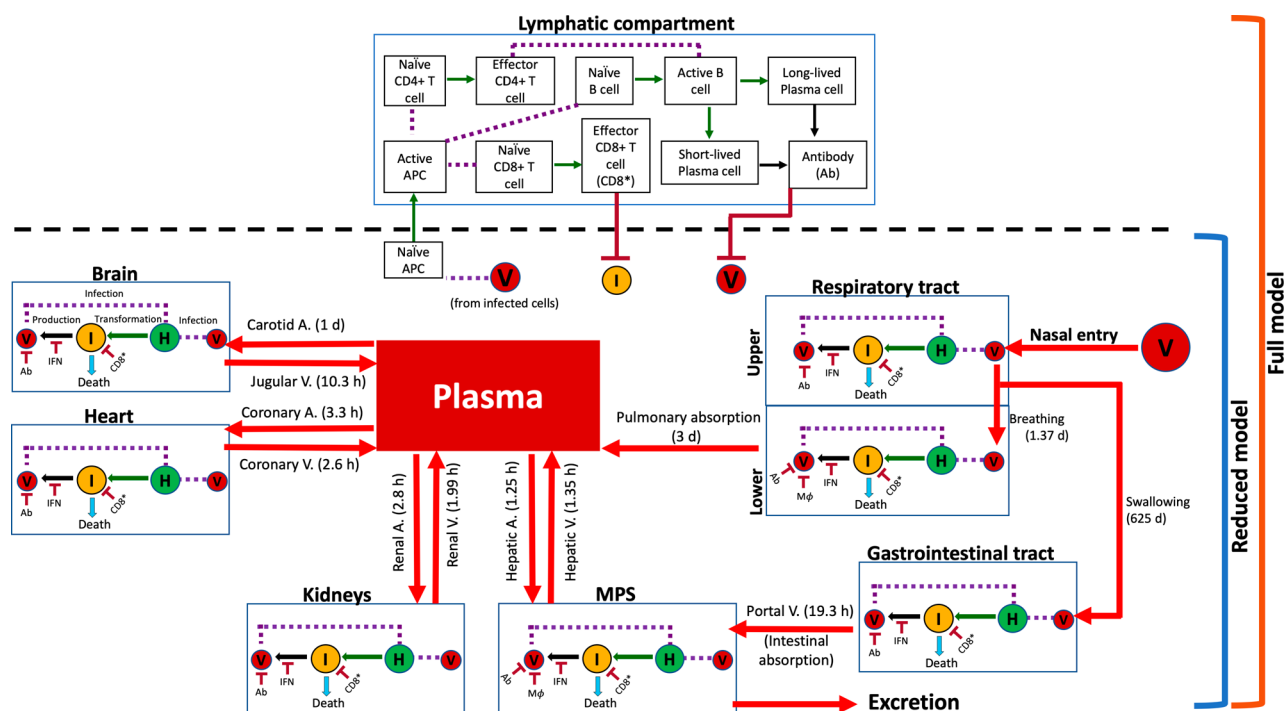 Lymphatic compartment
Naïve
CD4+ T
cell
Effector
CD4+ T
cell
Naïve
B cell
Active B
cell
Long-lived
Plasma cell
Active
APC
Naïve
CD8+ T
cell
Effector
CD8+ T
cell
(CD8*)
Short-lived
Plasma cell
Antibody
(Ab)
Naïve
APC
V
(from infected cells)
I
V
Full model
Reduced model
Brain
Infection
Production
Transformation
Infection
V
I
H
V
Ab
IFN
CD8*
Death
Carotid A. (1 d)
Jugular V. (10.3 h)
Heart
V
I
H
V
Ab
IFN
CD8*
Death
Coronary A. (3.3 h)
Coronary V. (2.6 h)
Plasma
Respiratory tract
Upper
V
I
H
V
Ab
IFN
CD8*
Death
Nasal entry
V
Lower
V
I
H
V
Ab
Mϕ
IFN
CD8*
Death
Pulmonary absorption
(3 d)
Breathing
(1.37 d)
Swallowing
(625 d)
Renal A. (2.8 h)
Renal V. (1.99 h)
Hepatic A. (1.25 h)
Hepatic V. (1.35 h)
Kidneys
V
I
H
V
Ab
IFN
CD8*
Death
MPS
V
I
H
V
Ab
Mϕ
IFN
CD8*
Death
Portal V. (19.3 h)
(Intestinal
absorption)
Gastrointestinal tract
V
I
H
V
Ab
IFN
CD8*
Death
Excretion